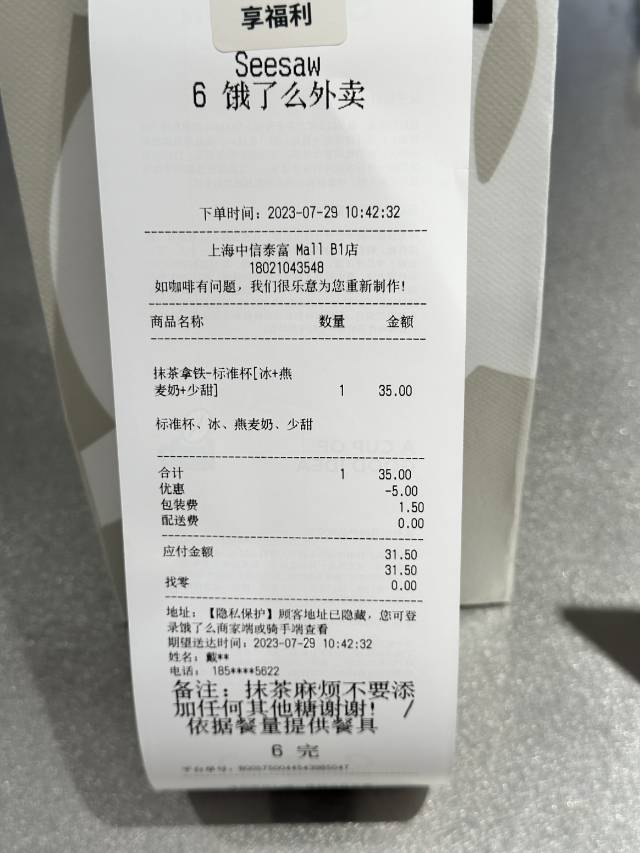 享福利
Seesaw
6 饿了么外卖
下单时间：2023-07-29 10:42:32
上海中信泰富 Mall B1店
18021043548
如咖啡有问题，我们很乐意为您重新制作！
商品名称 数量 金额
抹茶拿铁-标准杯[冰+燕
麦奶+少甜] 1 35.00
标准杯、冰、燕麦奶、少甜
合计 1 35.00
优惠 -5.00
包装费 1.50
配送费 0.00
应付金额 31.50
31.50
找零 0.00
地址：【隐私保护】顾客地址已隐藏，您可登
录饿了么商家端或骑手端查看
期望送达时间：2023-07-29 10:42:32
姓名：戴**
电话：185****5622
备注：抹茶麻烦不要添
加任何其他糖谢谢！ /
依据餐量提供餐具
6 完